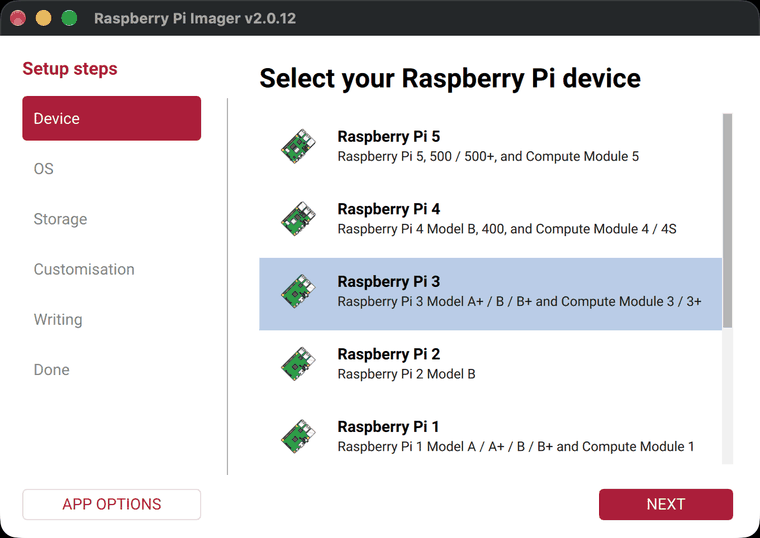 Raspberry Pi Imager v2.0.12
Setup steps
Device
OS
Storage
Customisation
Writing
Done
APP OPTIONS
Select your Raspberry Pi device
Raspberry Pi 5
Raspberry Pi 5, 500 / 500+, and Compute Module 5
Raspberry Pi 4
Raspberry Pi 4 Model B, 400, and Compute Module 4 / 4S
Raspberry Pi 3
Raspberry Pi 3 Model A+ / B / B+ and Compute Module 3 / 3+
Raspberry Pi 2
Raspberry Pi 2 Model B
Raspberry Pi 1
Raspberry Pi 1 Model A / A+ / B / B+ and Compute Module 1
NEXT